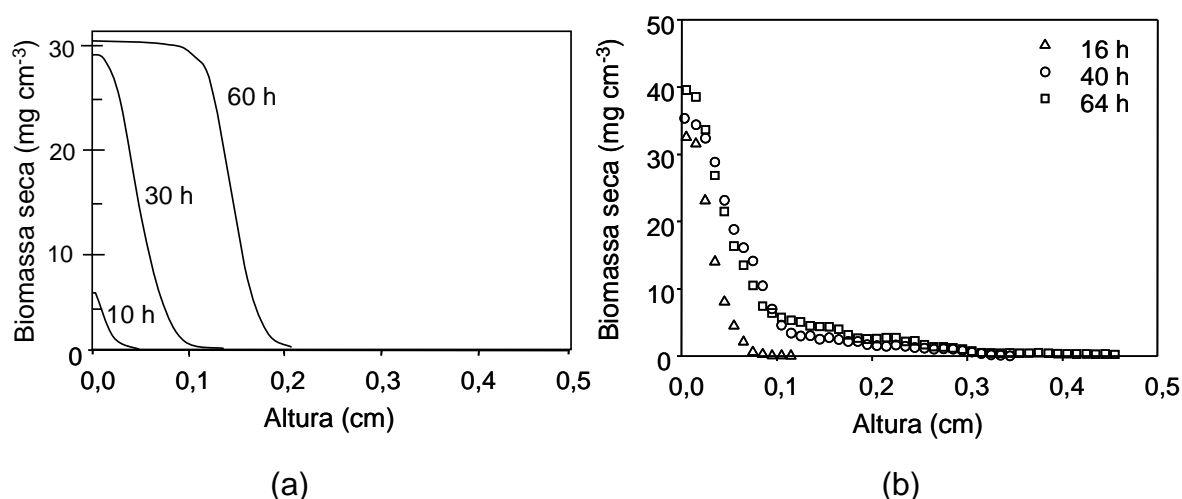 Biomassa seca (mg cm⁻³)
30
20
10
0
60 h
30 h
10 h
0,0 0,1 0,2 0,3 0,4 0,5
Altura (cm)
(a)
Biomassa seca (mg cm⁻³)
50
40
30
20
10
0
16 h
40 h
64 h
0,0 0,1 0,2 0,3 0,4 0,5
Altura (cm)
(b)